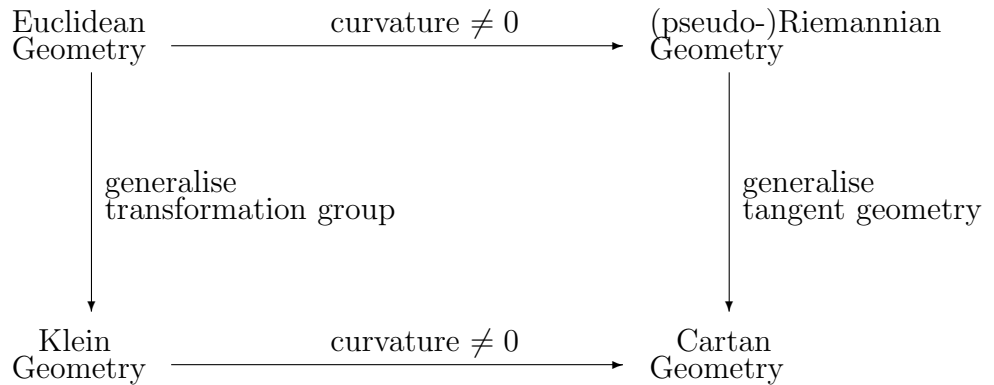 Euclidean
Geometry
curvature ≠ 0
(pseudo-)Riemannian
Geometry
generalise
transformation group
generalise
tangent geometry
Klein
Geometry
curvature ≠ 0
Cartan
Geometry